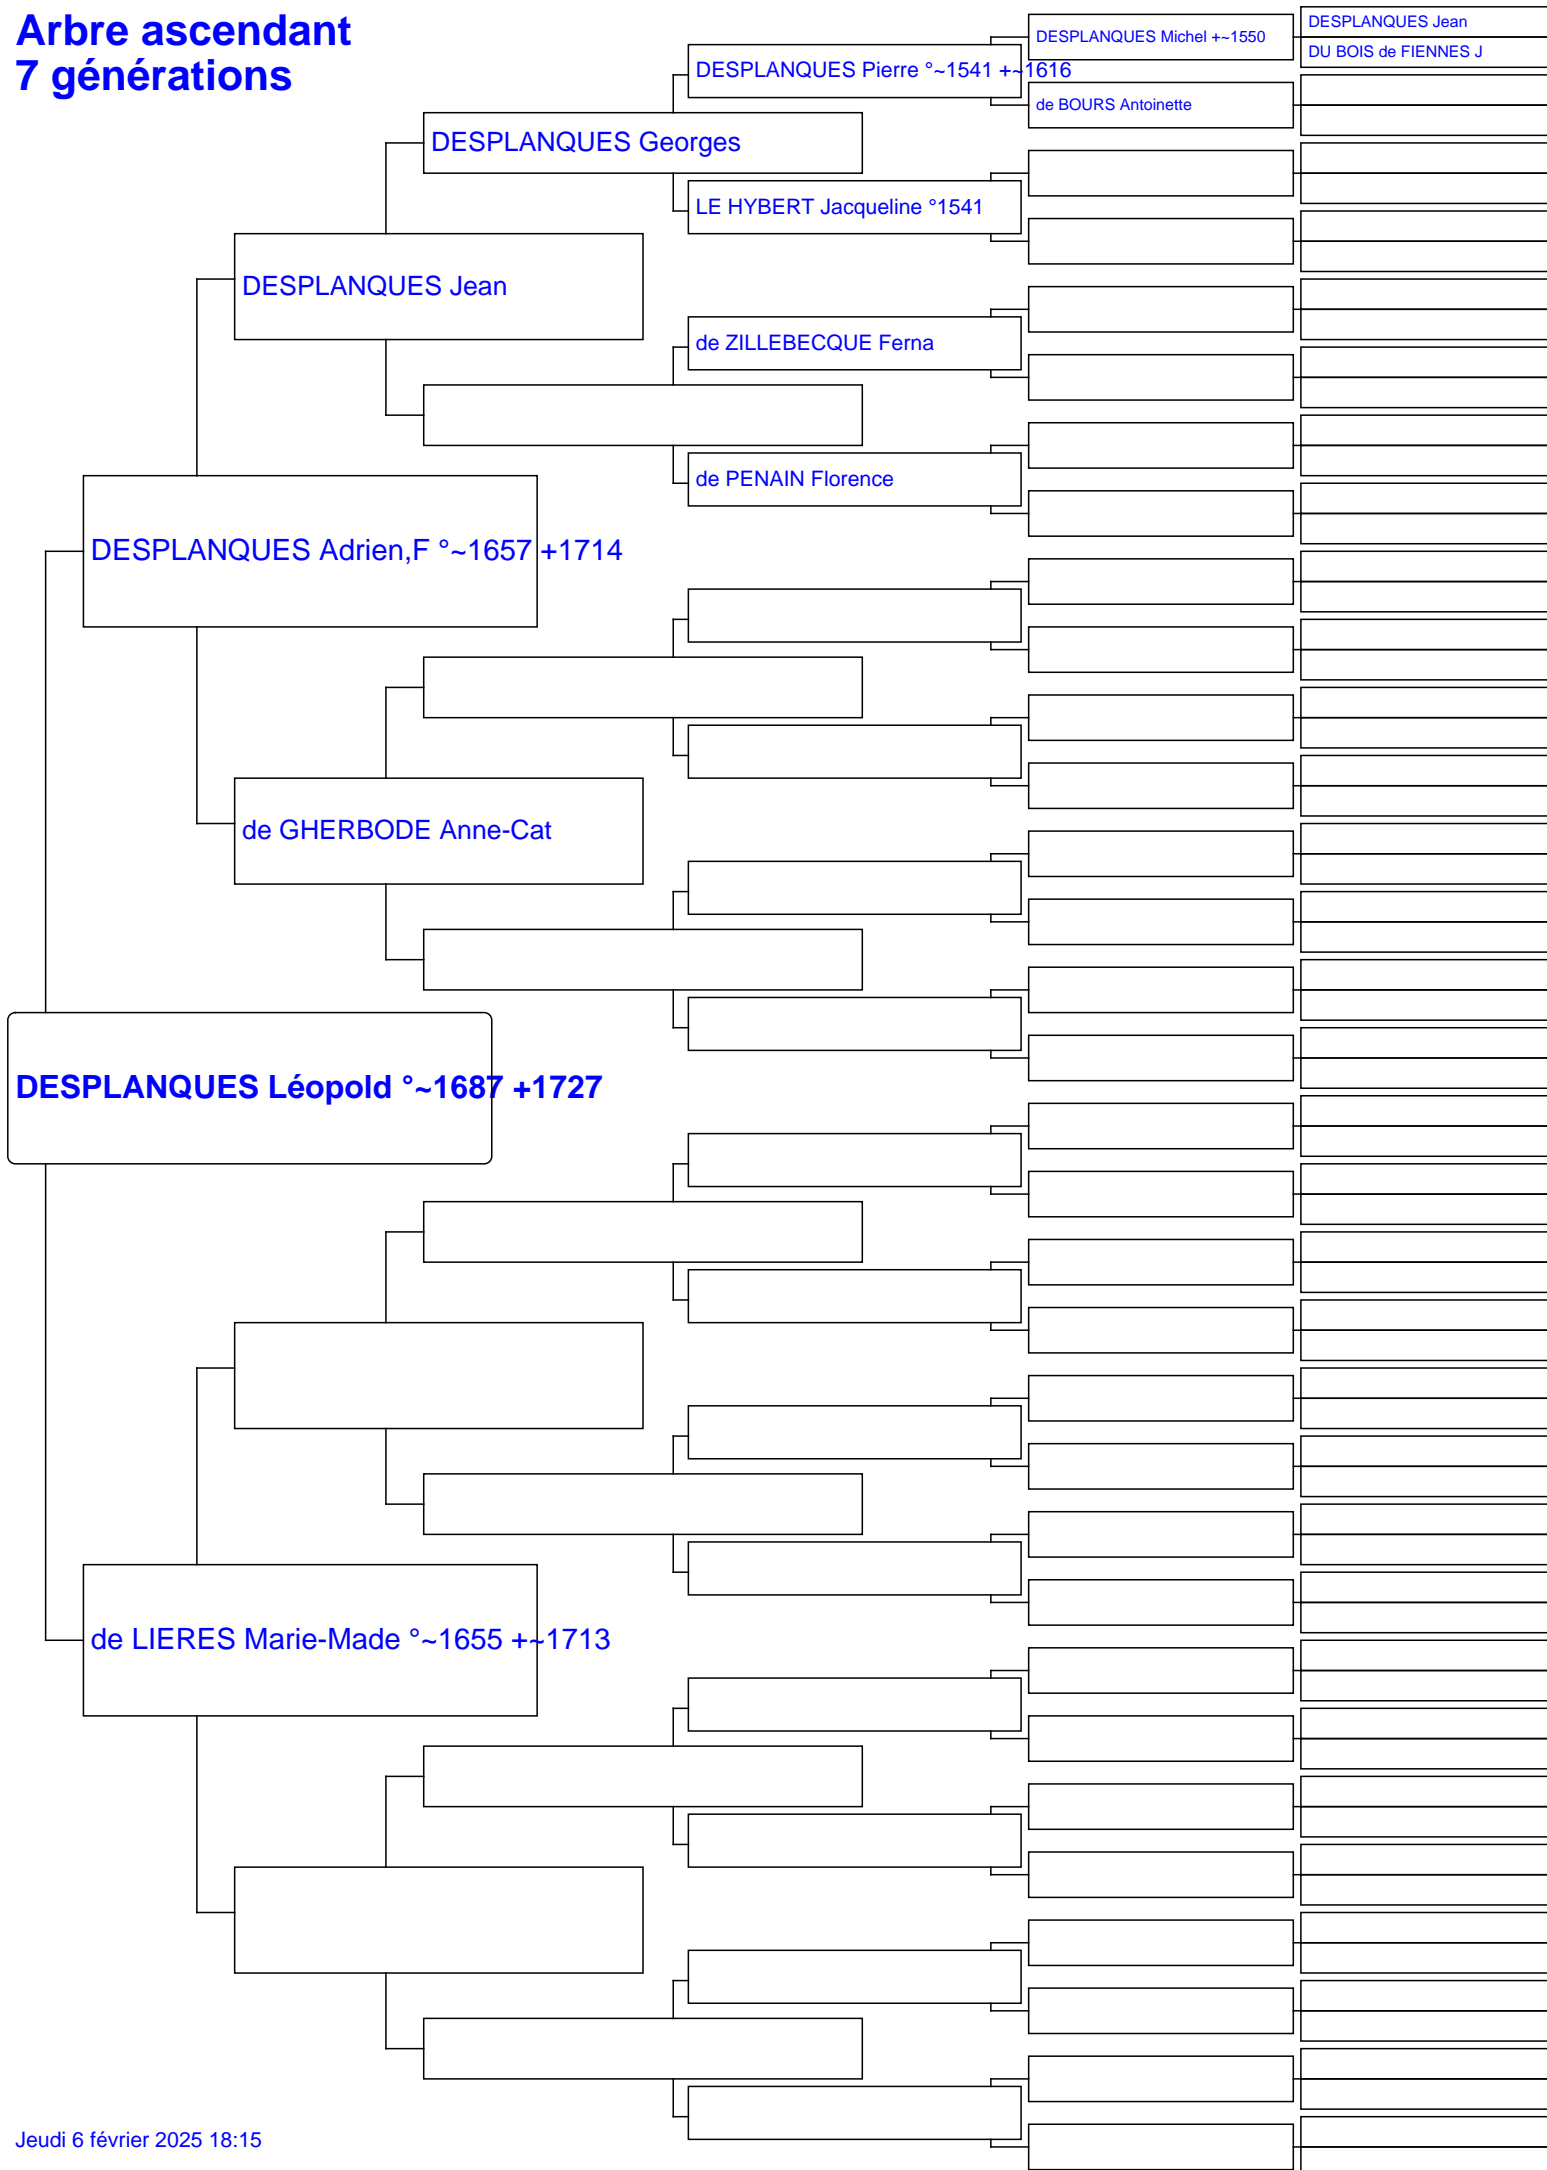 Arbre ascendant
7 générations
DESPLANQUES Jean
DU BOIS de FIENNES J
DESPLANQUES Michel +~1550
DESPLANQUES Pierre °~1541 +~1616
de BOURS Antoinette
DESPLANQUES Georges
LE HYBERT Jacqueline °1541
DESPLANQUES Jean
de ZILLEBECQUE Ferna
de PENAIN Florence
DESPLANQUES Adrien,F °~1657 +1714
de GHERBODE Anne-Cat
DESPLANQUES Léopold °~1687 +1727
de LIERES Marie-Made °~1655 +~1713
Jeudi 6 février 2025 18:15